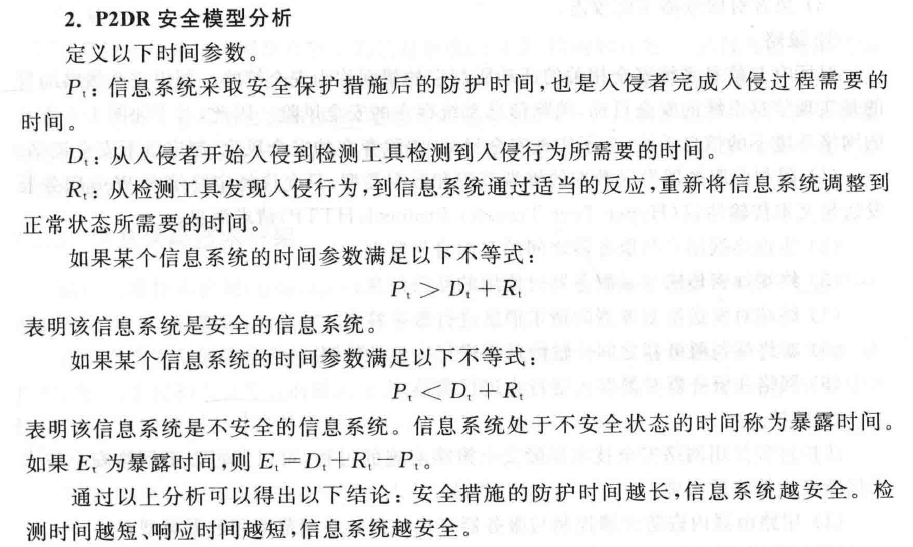 2. P2DR 安全模型分析
定义以下时间参数。
Pₜ：信息系统采取安全保护措施后的防护时间，也是入侵者完成入侵过程需要的
时间。
Dₜ：从入侵者开始入侵到检测工具检测到入侵行为所需要的时间。
Rₜ：从检测工具发现入侵行为，到信息系统通过适当的反应，重新将信息系统调整到
正常状态所需要的时间。
如果某个信息系统的时间参数满足以下不等式：
Pₜ > Dₜ + Rₜ
表明该信息系统是安全的信息系统。
如果某个信息系统的时间参数满足以下不等式：
Pₜ < Dₜ + Rₜ
表明该信息系统是不安全的信息系统。信息系统处于不安全状态的时间称为暴露时间。
如果 Eₜ 为暴露时间，则 Eₜ＝Dₜ＋Rₜ－Pₜ。
通过以上分析可以得出以下结论：安全措施的防护时间越长，信息系统越安全。检
测时间越短、响应时间越短，信息系统越安全。